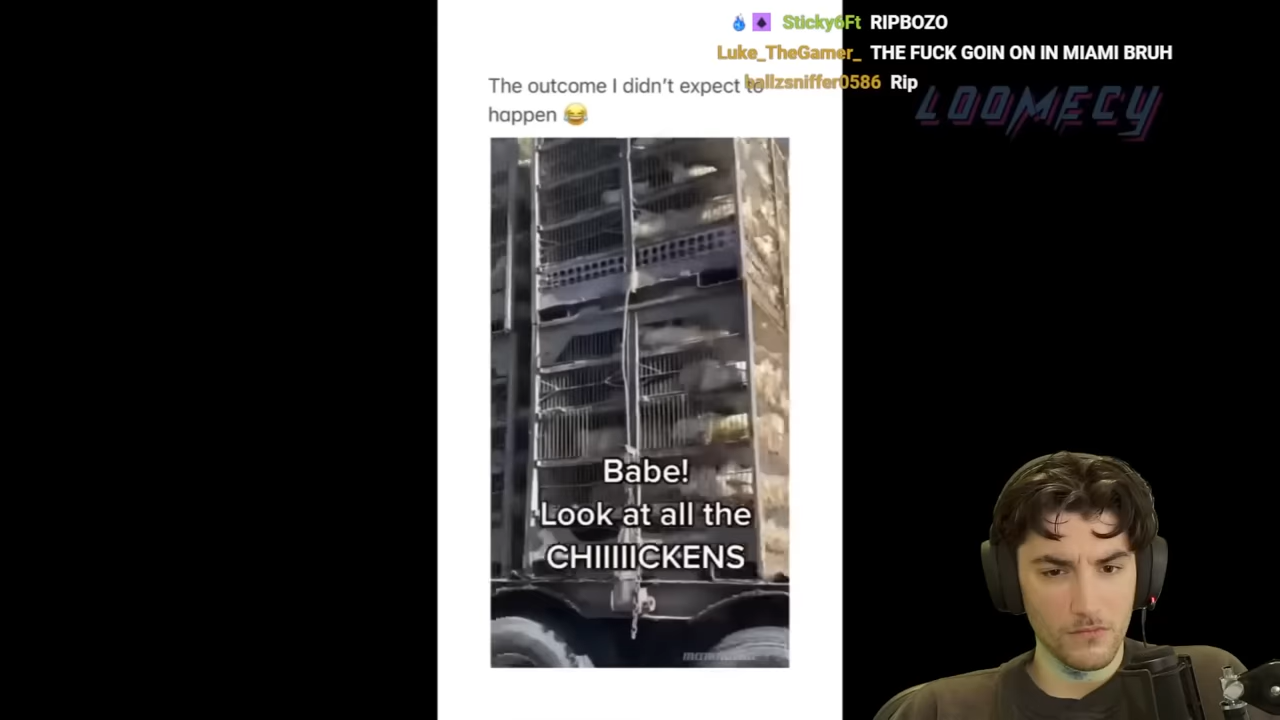 Sticky6Ft RIPBOZO
Luke_TheGamer_ THE FUCK GOIN ON IN MIAMI BRUH
ballzsniffer0586 Rip
LOOMECY
The outcome I didn't expect to
happen 😂
Babe!
Look at all the
CHIIIIICKENS